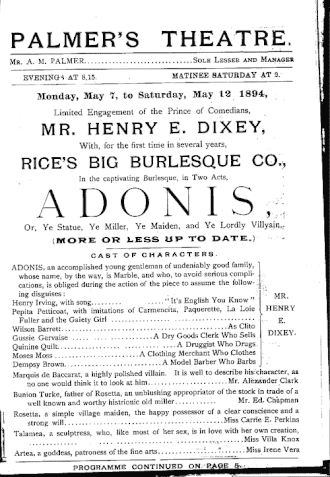 PALMER'S THEATRE.
MR. A. M. PALMER..............................SOLE LESSEE AND MANAGER
EVENINGS AT 8.15. MATINEE SATURDAY AT 2.
Monday, May 7, to Saturday, May 12 1894,
Limited Engagement of the Prince of Comedians,
MR. HENRY E. DIXEY,
With, for the first time in several years,
RICE'S BIG BURLESQUE CO.,
In the captivating Burlesque, in Two Acts,
ADONIS,
Or, Ye Statue, Ye Miller, Ye Maiden, and Ye Lordly Villyain,
(MORE OR LESS UP TO DATE.)
CAST OF CHARACTERS.
ADONIS, an accomplished young gentleman of undeniably good family,
whose name, by the way, is Marble, and who, to avoid serious compli-
cations, is obliged during the action of the piece to assume the follow-
ing disguises:
Henry Irving, with song...................."It's English You Know"
Pepita Petticoat, with imitations of Carmencita, Paquerette, La Loie
Fuller and the Gaiety Girl
Wilson Barrett..............................As Clito
Gussie Gervaise....................A Dry Goods Clerk Who Sells
Quinine Quilk....................A Druggist Who Drugs
Moses Moss....................A Clothing Merchant Who Clothes
Dempsey Brown....................A Model Barber Who Barbs
MR.
HENRY
E.
DIXEY.
Marquis de Baccarat, a highly polished villain. It is well to describe his character, as
no one would think it to look at him....................Mr. Alexander Clark
Bunion Turke, father of Rosetta, an unblushing appropriator of the stock in trade of a
well known and worthy histrionic old miller....................Mr. Ed. Chapman
Rosetta, a simple village maiden, the happy possessor of a clear conscience and a
strong will....................Miss Carrie E. Perkins
Talamea, a sculptress, who, like most of her sex, is in love with her own creation,
Miss Villa Knox
Artea, a goddess, patroness of the fine arts....................Miss Irene Vera
PROGRAMME CONTINUED ON PAGE 5.